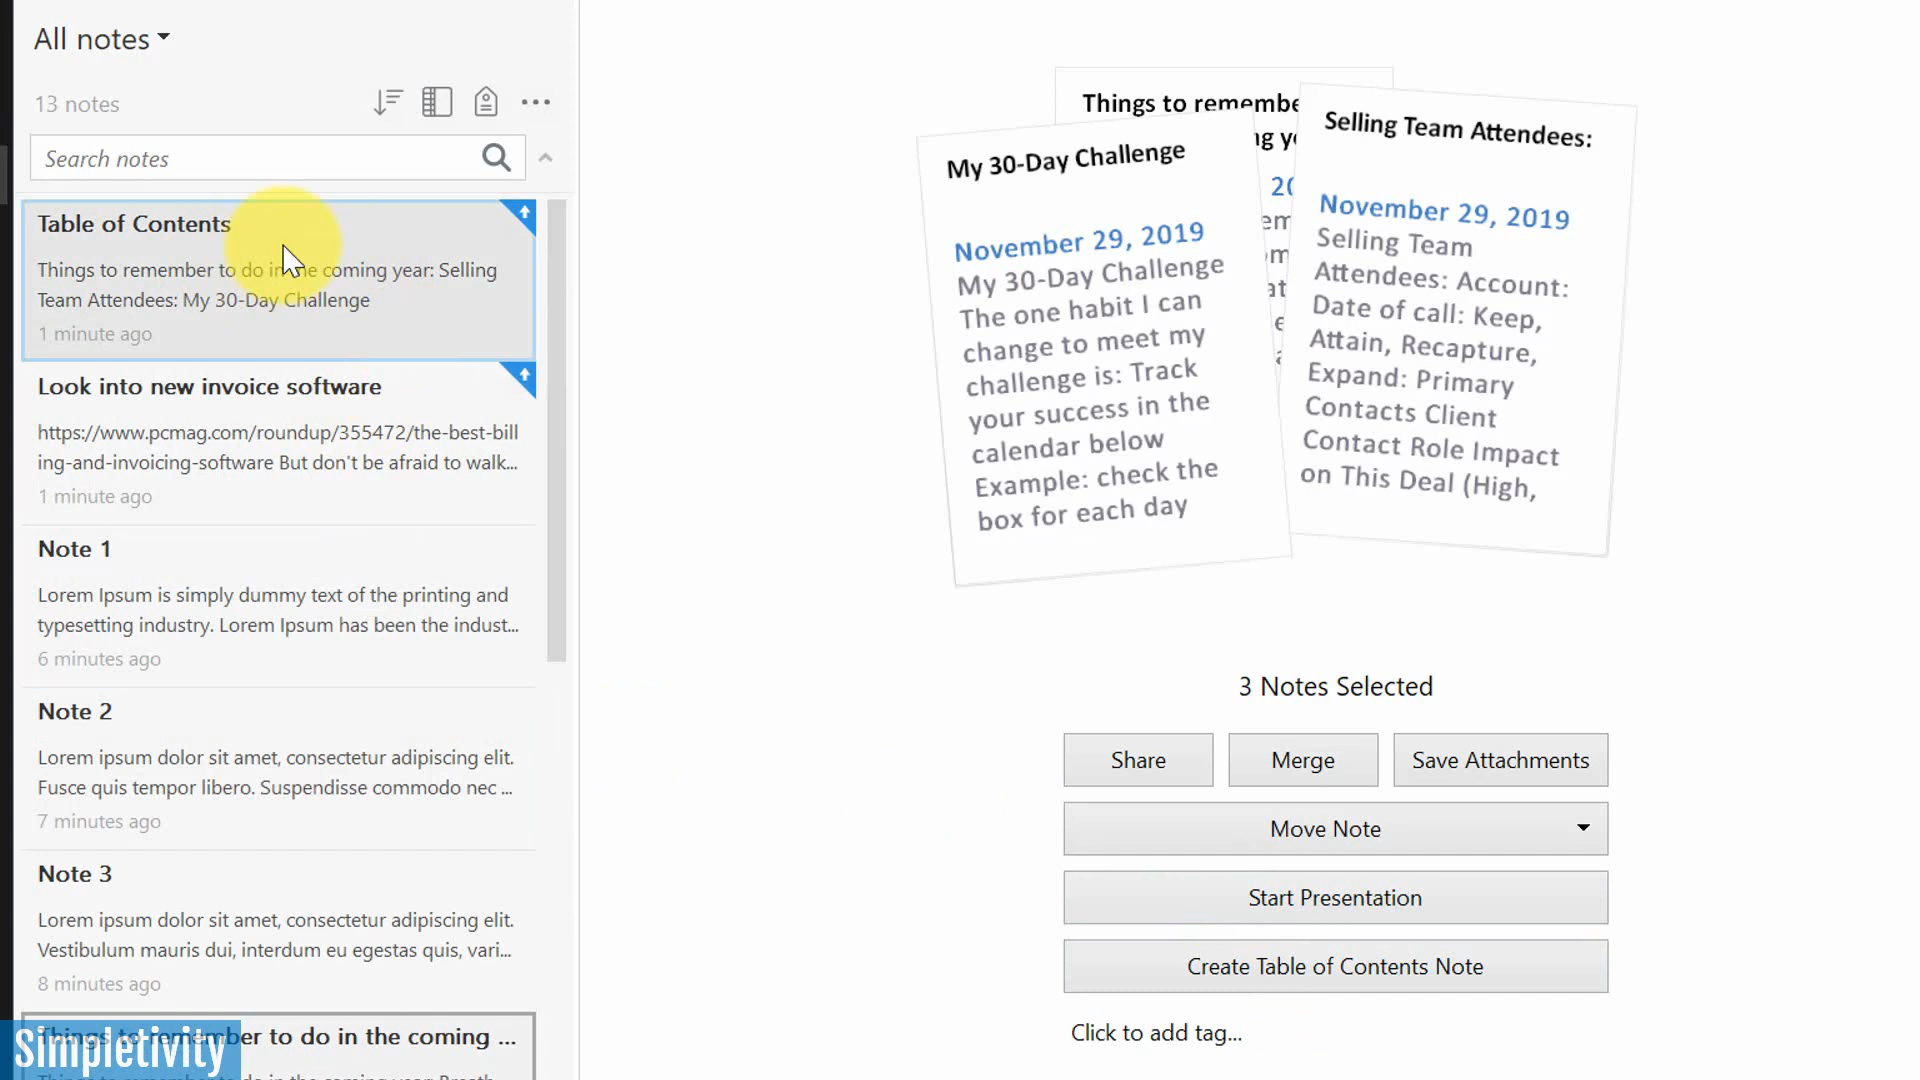 All notes
13 notes
Search notes
Table of Contents
Things to remember to do in the coming year: Selling
Team Attendees: My 30-Day Challenge
1 minute ago
Look into new invoice software
https://www.pcmag.com/roundup/355472/the-best-bill
ing-and-invoicing-software But don't be afraid to walk...
1 minute ago
Note 1
Lorem Ipsum is simply dummy text of the printing and
typesetting industry. Lorem Ipsum has been the indust...
6 minutes ago
Note 2
Lorem ipsum dolor sit amet, consectetur adipiscing elit.
Fusce quis tempor libero. Suspendisse commodo nec ...
7 minutes ago
Note 3
Lorem ipsum dolor sit amet, consectetur adipiscing elit.
Vestibulum mauris dui, interdum eu egestas quis, vari...
8 minutes ago
Things to remember to do in the coming ...
Simpletivity
Things to remember
My 30-Day Challenge
November 29, 2019
My 30-Day Challenge
The one habit I can
change to meet my
challenge is: Track
your success in the
calendar below
Example: check the
box for each day
Selling Team Attendees:
November 29, 2019
Selling Team
Attendees: Account:
Date of call: Keep,
Attain, Recapture,
Expand: Primary
Contacts Client
Contact Role Impact
on This Deal (High,
3 Notes Selected
Share
Merge
Save Attachments
Move Note
Start Presentation
Create Table of Contents Note
Click to add tag...